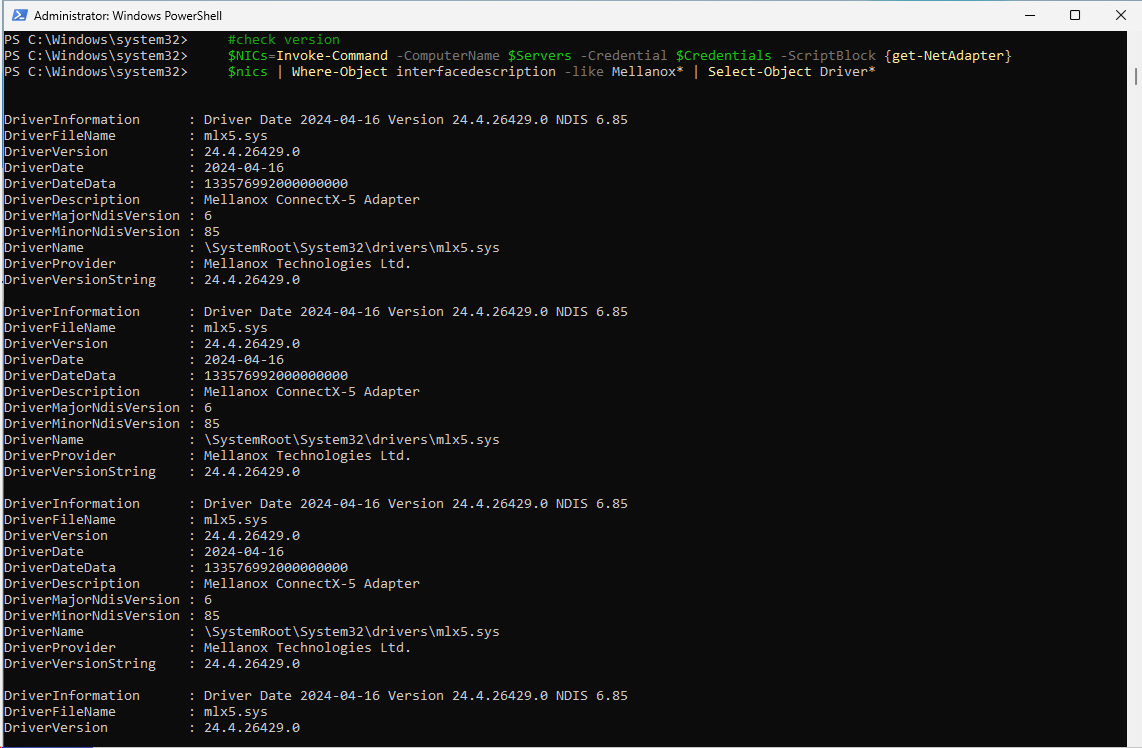 Administrator: Windows PowerShell
PS C:\Windows\system32>     #check version
PS C:\Windows\system32>     $NICs=Invoke-Command -ComputerName $Servers -Credential $Credentials -ScriptBlock {get-NetAdapter}
PS C:\Windows\system32>     $nics | Where-Object interfacedescription -like Mellanox* | Select-Object Driver*
DriverInformation      : Driver Date 2024-04-16 Version 24.4.26429.0 NDIS 6.85
DriverFileName         : mlx5.sys
DriverVersion          : 24.4.26429.0
DriverDate             : 2024-04-16
DriverDateData         : 133576992000000000
DriverDescription      : Mellanox ConnectX-5 Adapter
DriverMajorNdisVersion : 6
DriverMinorNdisVersion : 85
DriverName             : \SystemRoot\System32\drivers\mlx5.sys
DriverProvider         : Mellanox Technologies Ltd.
DriverVersionString    : 24.4.26429.0
DriverInformation      : Driver Date 2024-04-16 Version 24.4.26429.0 NDIS 6.85
DriverFileName         : mlx5.sys
DriverVersion          : 24.4.26429.0
DriverDate             : 2024-04-16
DriverDateData         : 133576992000000000
DriverDescription      : Mellanox ConnectX-5 Adapter
DriverMajorNdisVersion : 6
DriverMinorNdisVersion : 85
DriverName             : \SystemRoot\System32\drivers\mlx5.sys
DriverProvider         : Mellanox Technologies Ltd.
DriverVersionString    : 24.4.26429.0
DriverInformation      : Driver Date 2024-04-16 Version 24.4.26429.0 NDIS 6.85
DriverFileName         : mlx5.sys
DriverVersion          : 24.4.26429.0
DriverDate             : 2024-04-16
DriverDateData         : 133576992000000000
DriverDescription      : Mellanox ConnectX-5 Adapter
DriverMajorNdisVersion : 6
DriverMinorNdisVersion : 85
DriverName             : \SystemRoot\System32\drivers\mlx5.sys
DriverProvider         : Mellanox Technologies Ltd.
DriverVersionString    : 24.4.26429.0
DriverInformation      : Driver Date 2024-04-16 Version 24.4.26429.0 NDIS 6.85
DriverFileName         : mlx5.sys
DriverVersion          : 24.4.26429.0